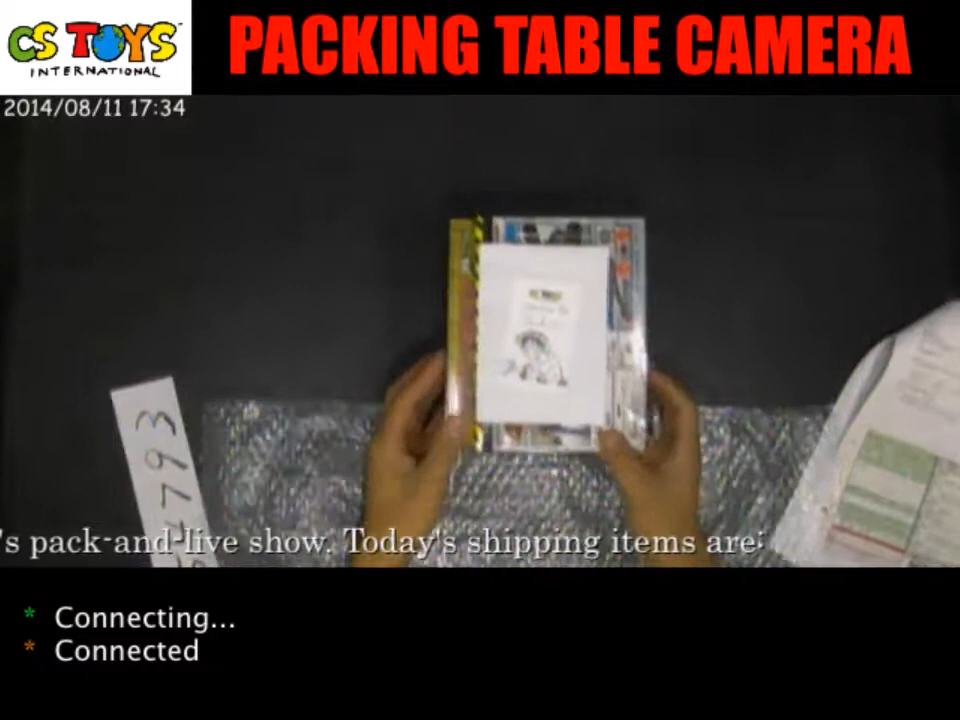 CS TOYS
INTERNATIONAL
PACKING TABLE CAMERA
2014/08/11 17:34
4793
's pack-and-live show. Today's shipping items are:
* Connecting...
* Connected